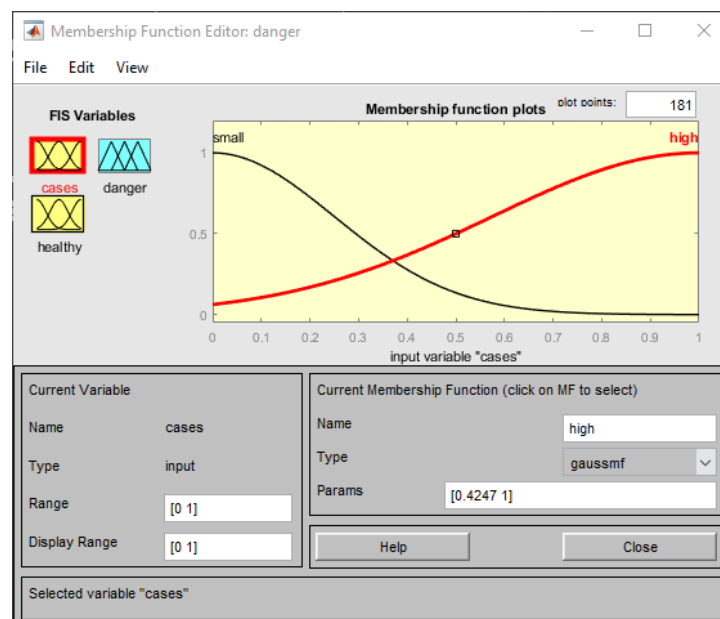 Membership Function Editor: danger
File Edit View
FIS Variables
cases danger
healthy
Membership function plots plot points: 181
small high
1
0.5
0
0 0.1 0.2 0.3 0.4 0.5 0.6 0.7 0.8 0.9 1
input variable "cases"
Current Variable
Name cases
Type input
Range [0 1]
Display Range [0 1]
Current Membership Function (click on MF to select)
Name high
Type gaussmf
Params [0.4247 1]
Help Close
Selected variable "cases"